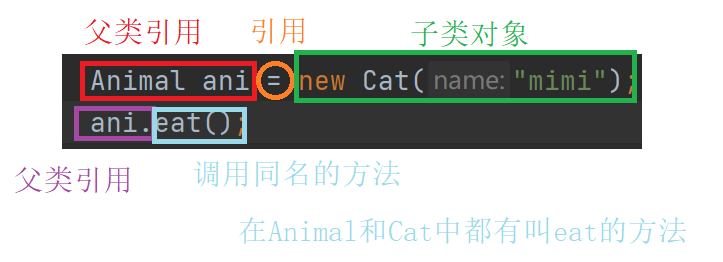 父类引用 引用 子类对象
Animal ani = new Cat( name: "mimi");
ani.eat();
父类引用 调用同名的方法
在Animal和Cat中都有叫eat的方法